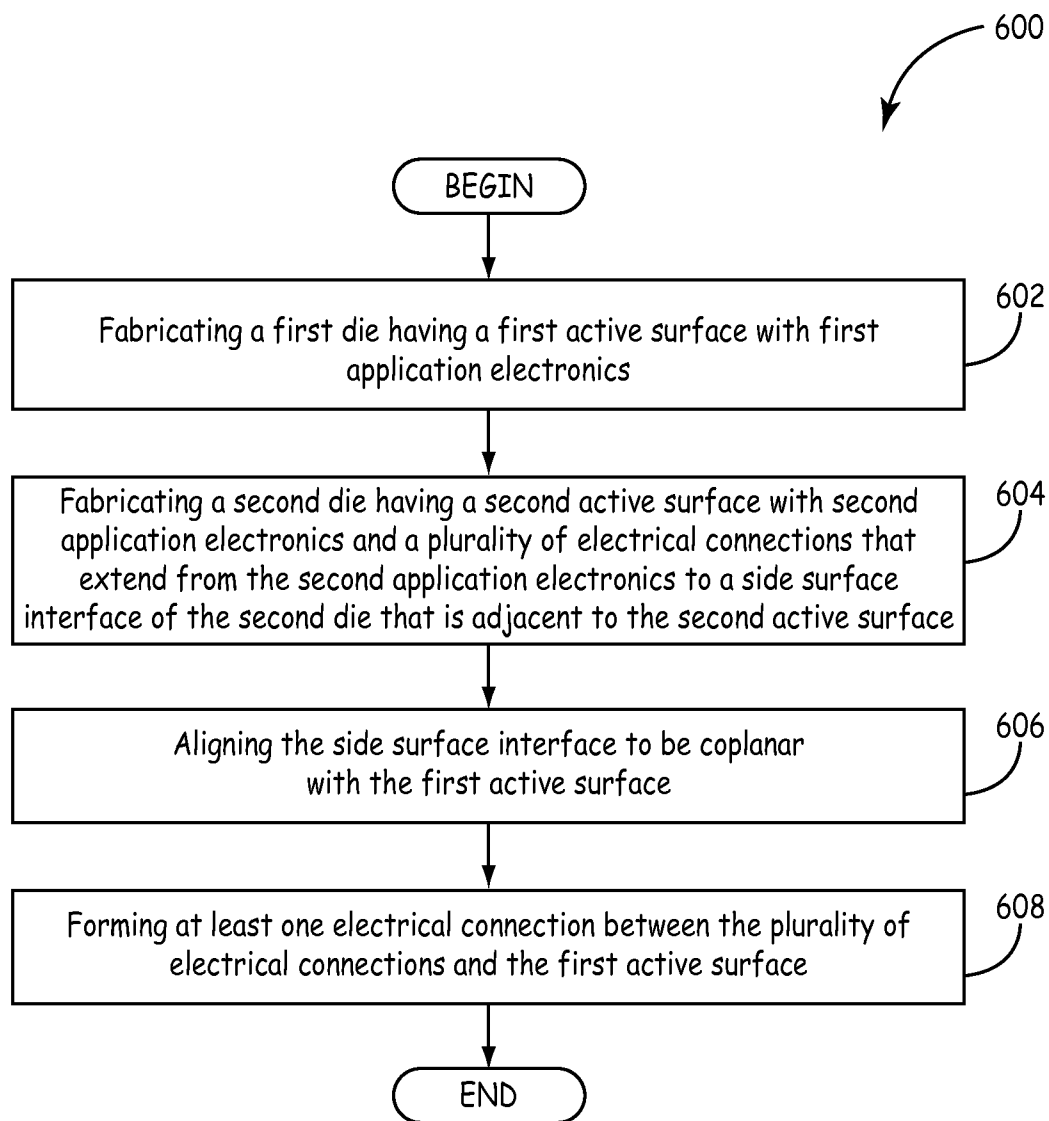 600
BEGIN
602
Fabricating a first die having a first active surface with first
application electronics
604
Fabricating a second die having a second active surface with second
application electronics and a plurality of electrical connections that
extend from the second application electronics to a side surface
interface of the second die that is adjacent to the second active surface
606
Aligning the side surface interface to be coplanar
with the first active surface
608
Forming at least one electrical connection between the plurality of
electrical connections and the first active surface
END